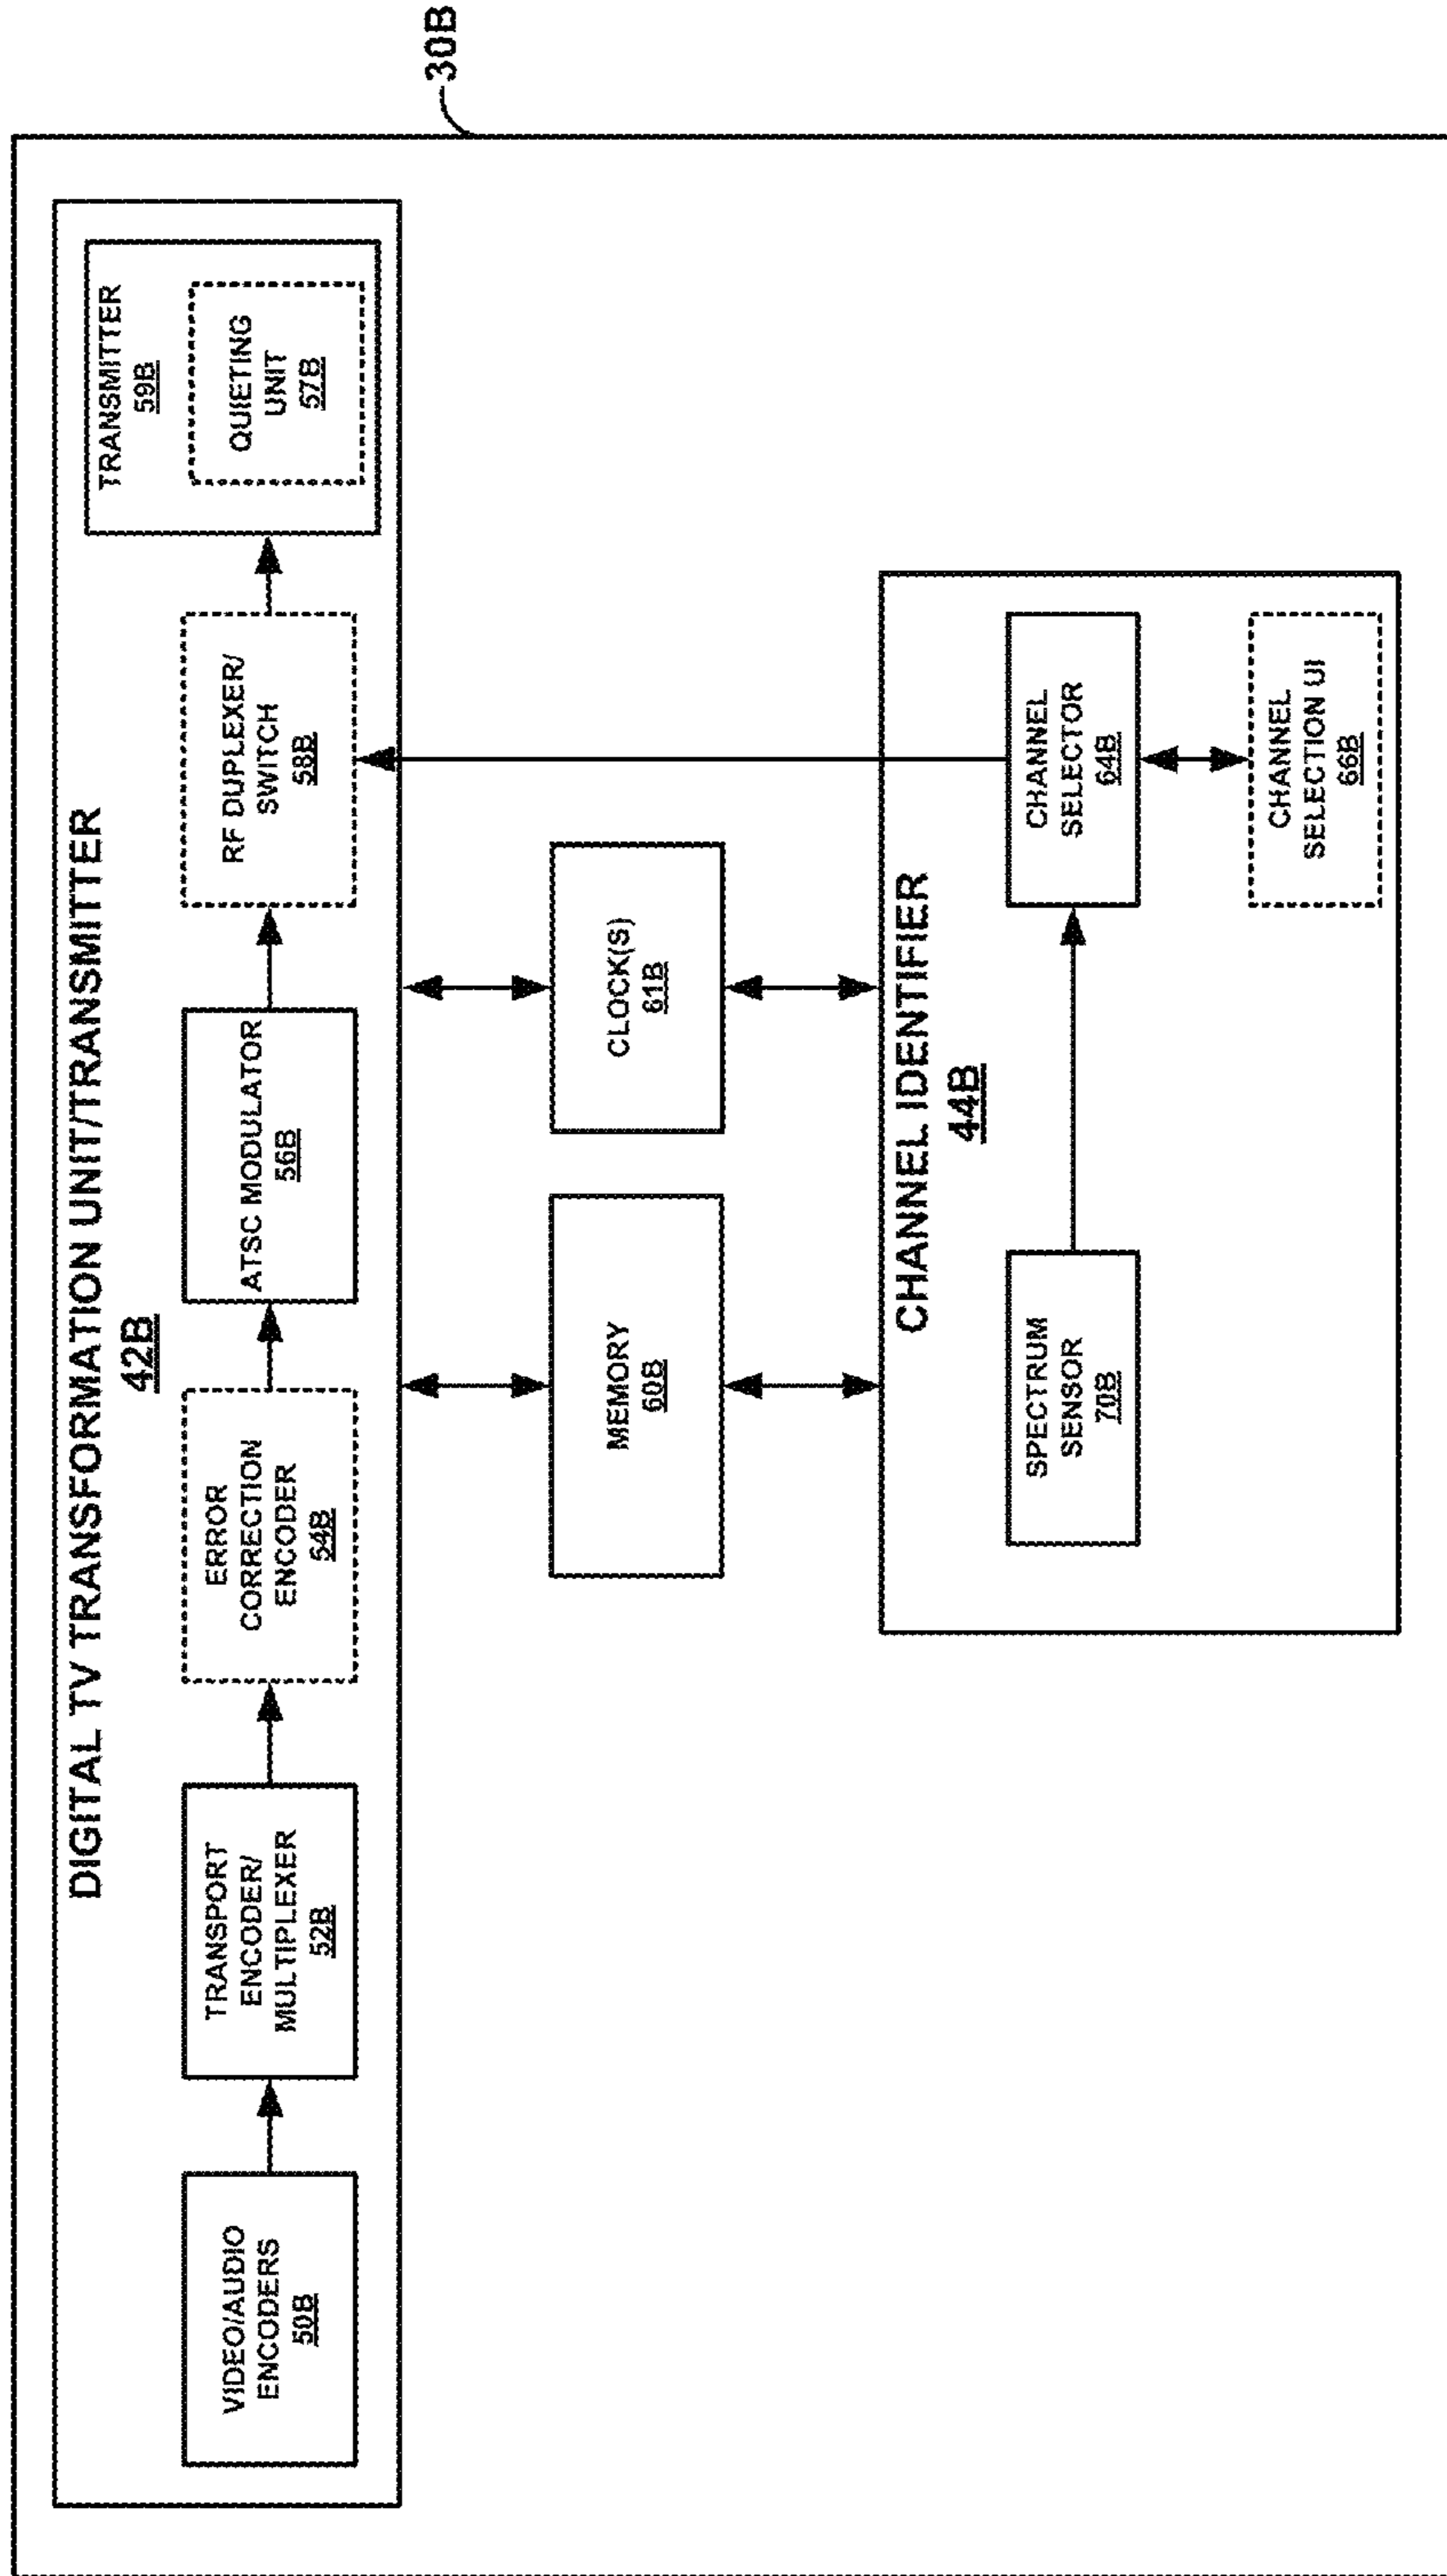 DIGITAL TV TRANSFORMATION UNIT/TRANSMITTER
42B
VIDEO/AUDIO
ENCODERS
50B
TRANSPORT
ENCODER/
MULTIPLEXER
52B
ERROR
CORRECTION
ENCODER
54B
ATSC MODULATOR
56B
RF DUPLEXER/
SWITCH
58B
TRANSMITTER
59B
QUIETING
UNIT
57B
30B
MEMORY
60B
CLOCK(S)
61B
CHANNEL IDENTIFIER
44B
SPECTRUM
SENSOR
70B
CHANNEL
SELECTOR
64B
CHANNEL
SELECTION UI
66B